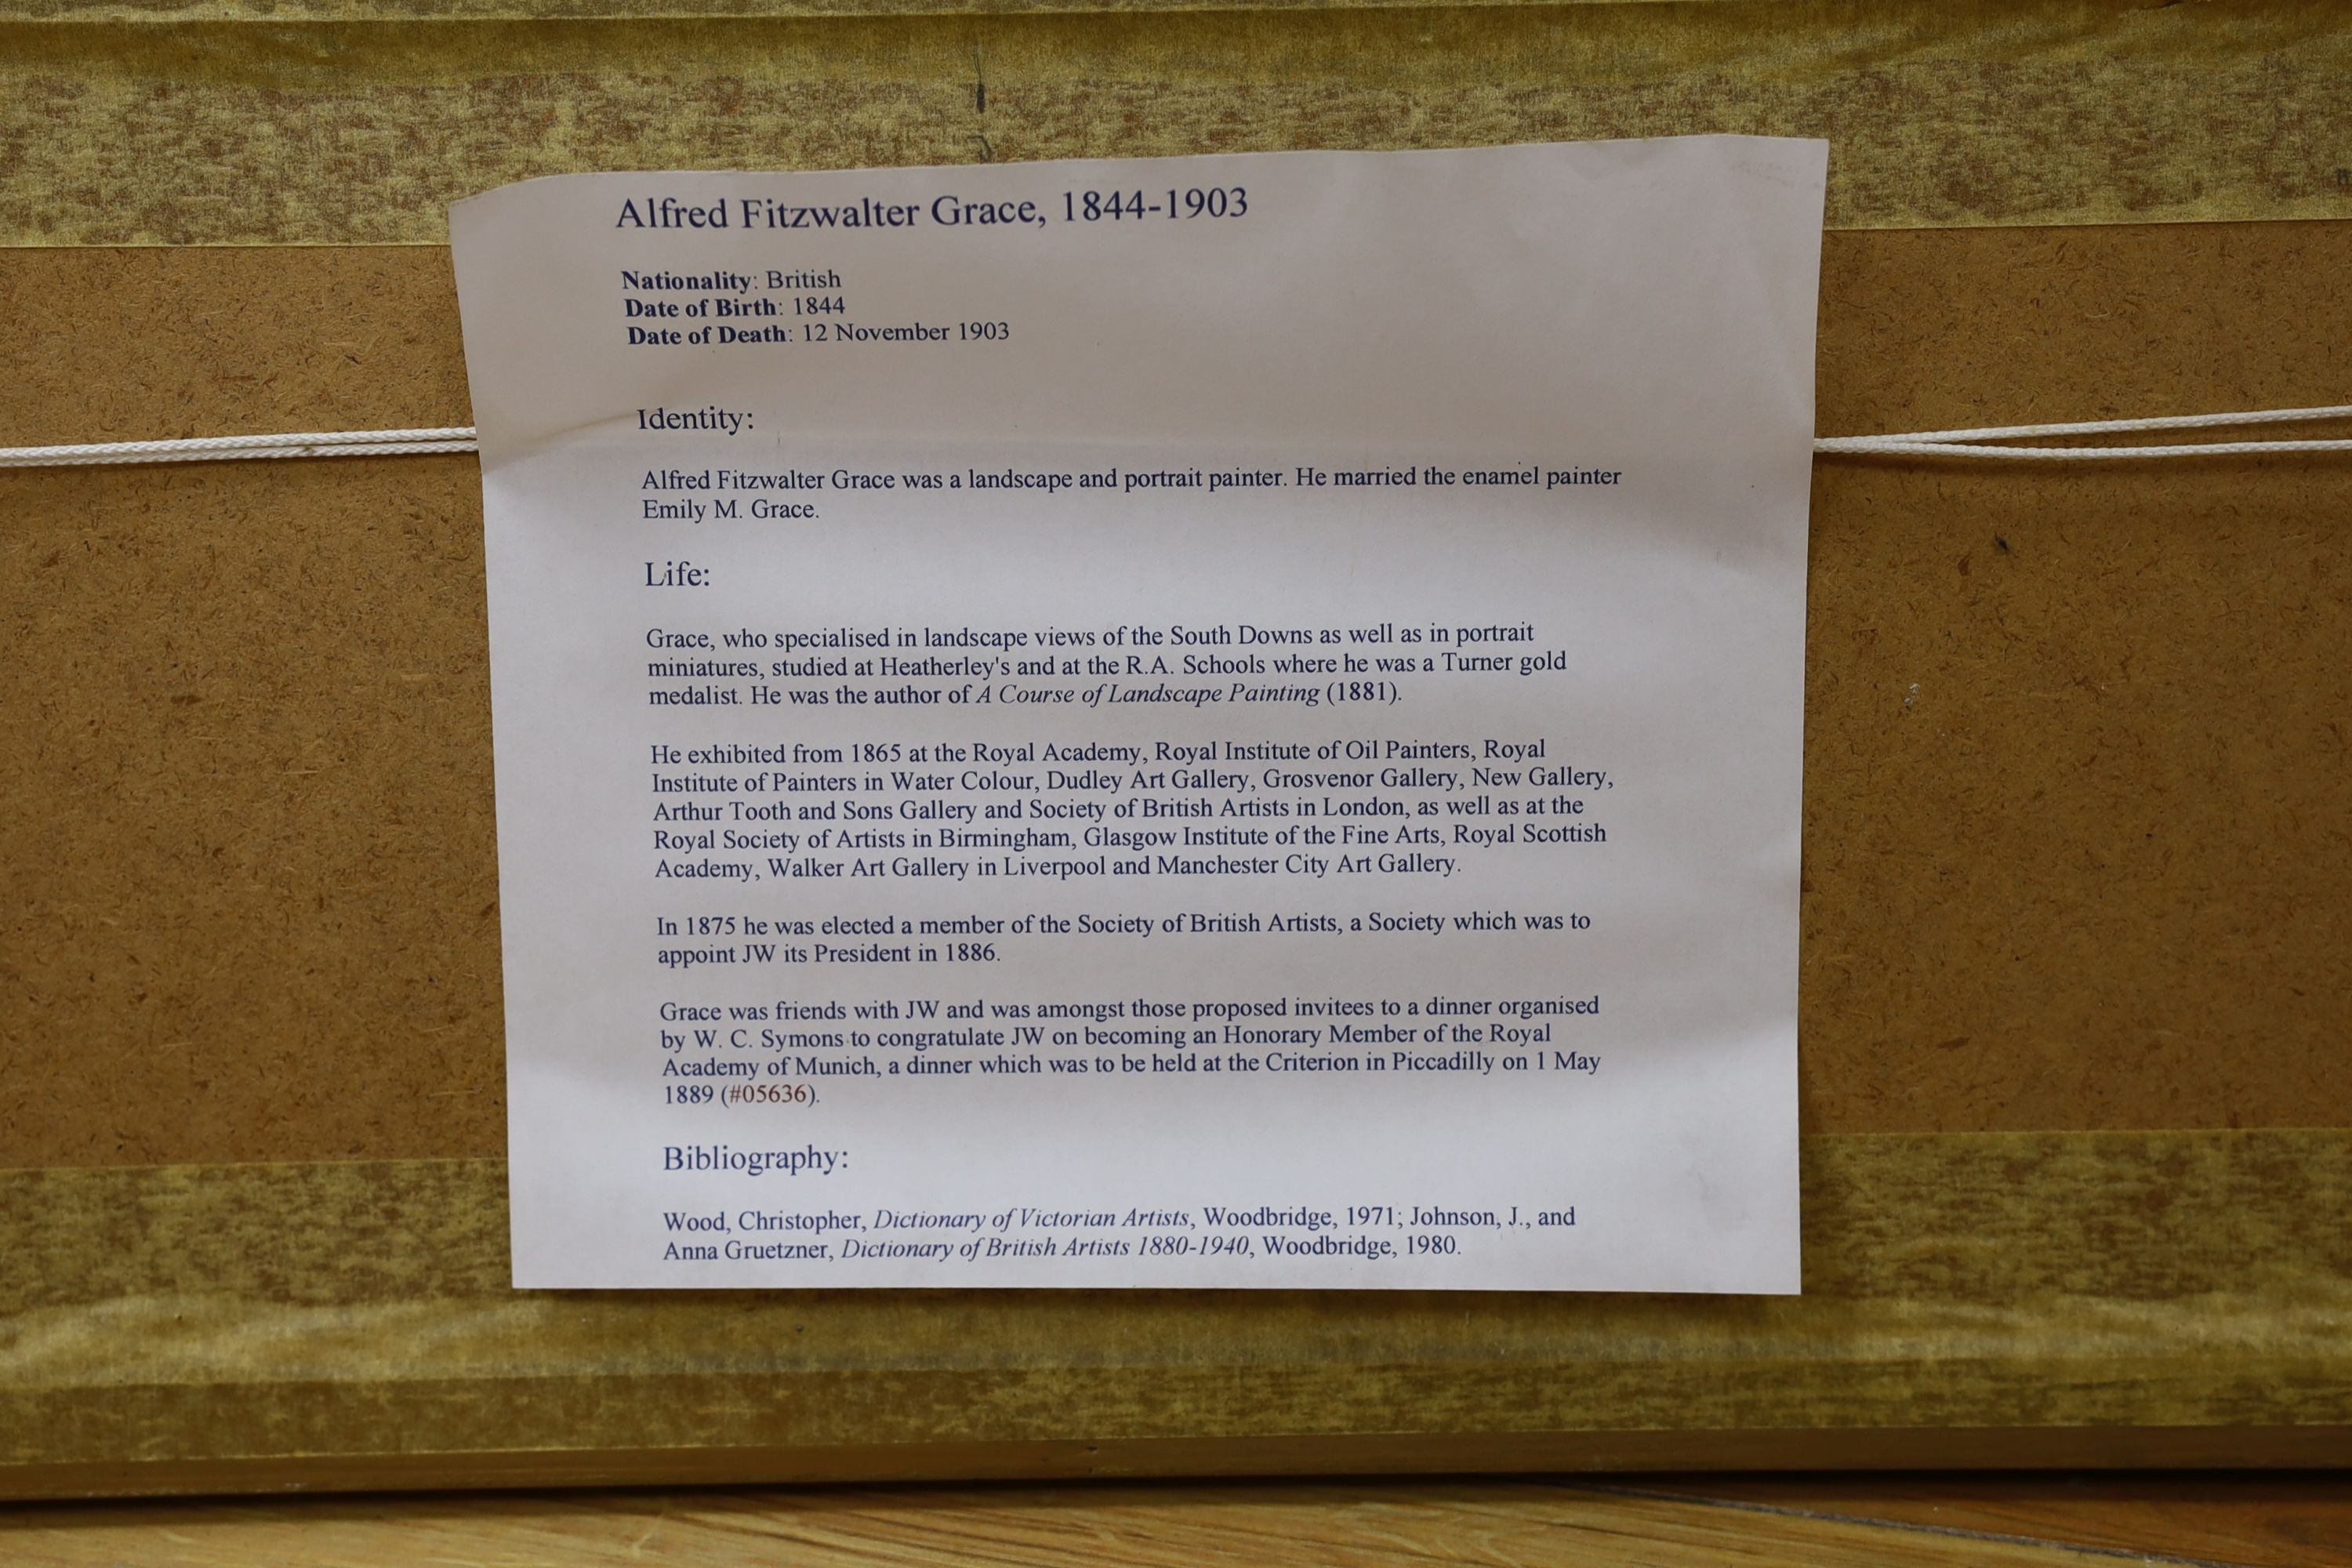 Alfred Fitzwalter Grace, 1844-1903
Nationality: British
Date of Birth: 1844
Date of Death: 12 November 1903
Identity:
Alfred Fitzwalter Grace was a landscape and portrait painter. He married the enamel painter
Emily M. Grace.
Life:
Grace, who specialised in landscape views of the South Downs as well as in portrait
miniatures, studied at Heatherley's and at the R.A. Schools where he was a Turner gold
medalist. He was the author of A Course of Landscape Painting (1881).
He exhibited from 1865 at the Royal Academy, Royal Institute of Oil Painters, Royal
Institute of Painters in Water Colour, Dudley Art Gallery, Grosvenor Gallery, New Gallery,
Arthur Tooth and Sons Gallery and Society of British Artists in London, as well as at the
Royal Society of Artists in Birmingham, Glasgow Institute of the Fine Arts, Royal Scottish
Academy, Walker Art Gallery in Liverpool and Manchester City Art Gallery.
In 1875 he was elected a member of the Society of British Artists, a Society which was to
appoint JW its President in 1886.
Grace was friends with JW and was amongst those proposed invitees to a dinner organised
by W. C. Symons to congratulate JW on becoming an Honorary Member of the Royal
Academy of Munich, a dinner which was to be held at the Criterion in Piccadilly on 1 May
1889 (#05636).
Bibliography:
Wood, Christopher, Dictionary of Victorian Artists, Woodbridge, 1971; Johnson, J., and
Anna Gruetzner, Dictionary of British Artists 1880-1940, Woodbridge, 1980.